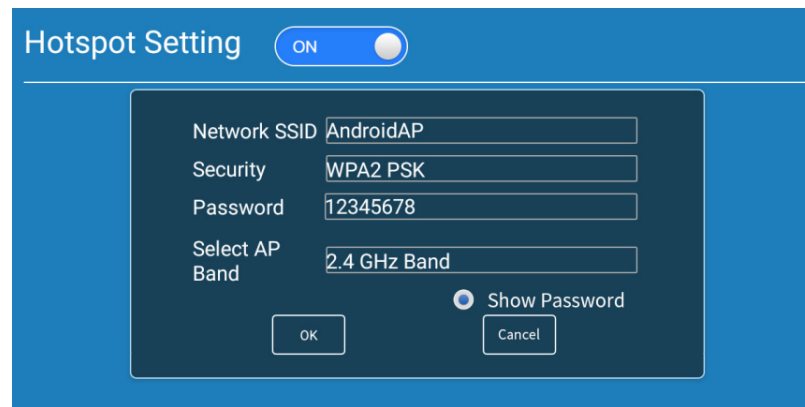 Hotspot Setting ON
Network SSID AndroidAP
Security WPA2 PSK
Password 12345678
Select AP
Band 2.4 GHz Band
Show Password
OK Cancel